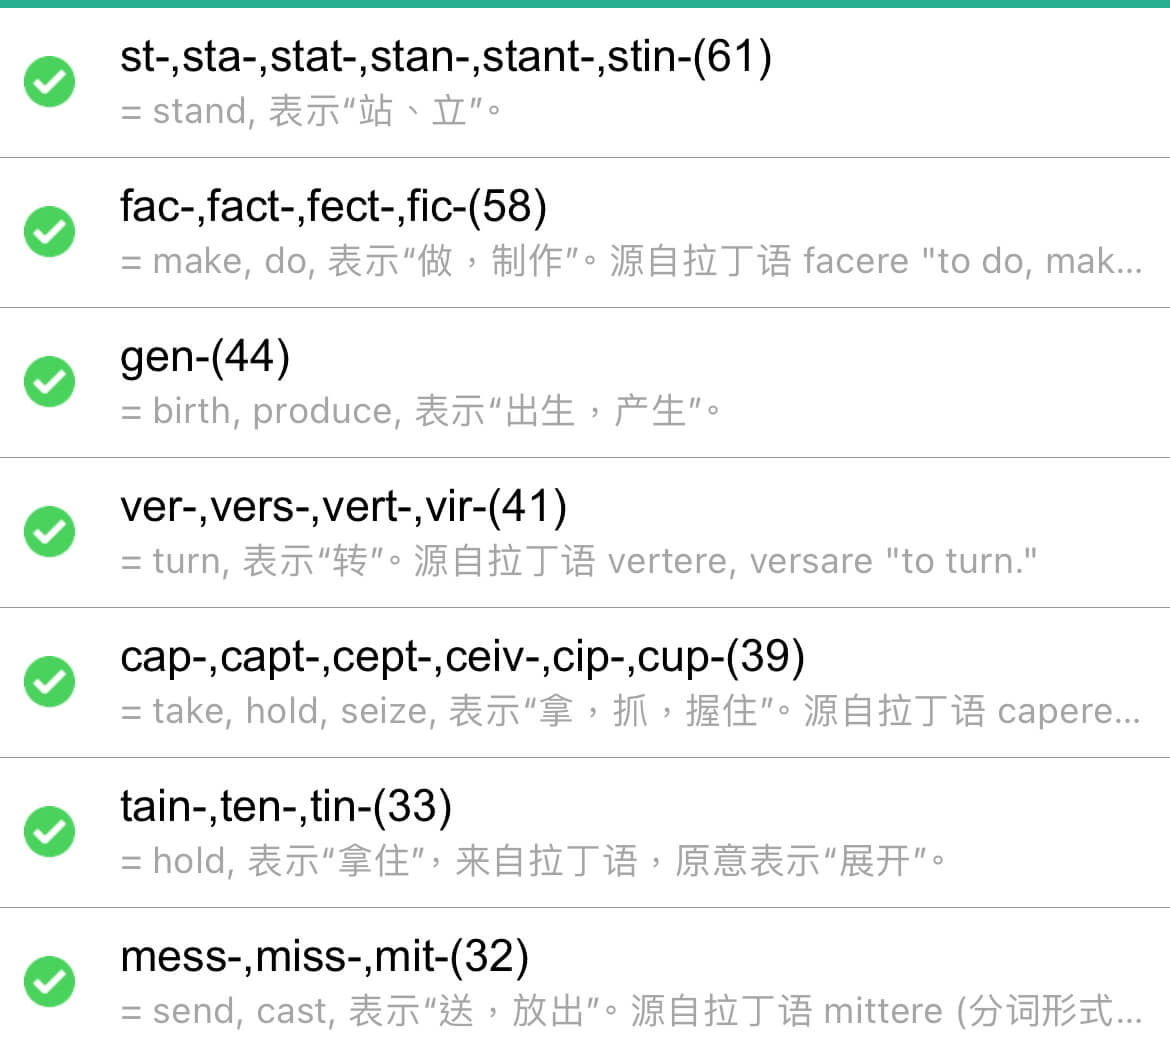 st-,sta-,stat-,stan-,stant-,stin-(61)
= stand, 表示“站、立”。
fac-,fact-,fect-,fic-(58)
= make, do, 表示“做，制作”。源自拉丁语 facere "to do, mak...
gen-(44)
= birth, produce, 表示“出生，产生”。
ver-,vers-,vert-,vir-(41)
= turn, 表示“转”。源自拉丁语 vertere, versare "to turn."
cap-,capt-,cept-,ceiv-,cip-,cup-(39)
= take, hold, seize, 表示“拿，抓，握住”。源自拉丁语 capere...
tain-,ten-,tin-(33)
= hold, 表示“拿住”，来自拉丁语，原意表示“展开”。
mess-,miss-,mit-(32)
= send, cast, 表示“送，放出”。源自拉丁语 mittere (分词形式...